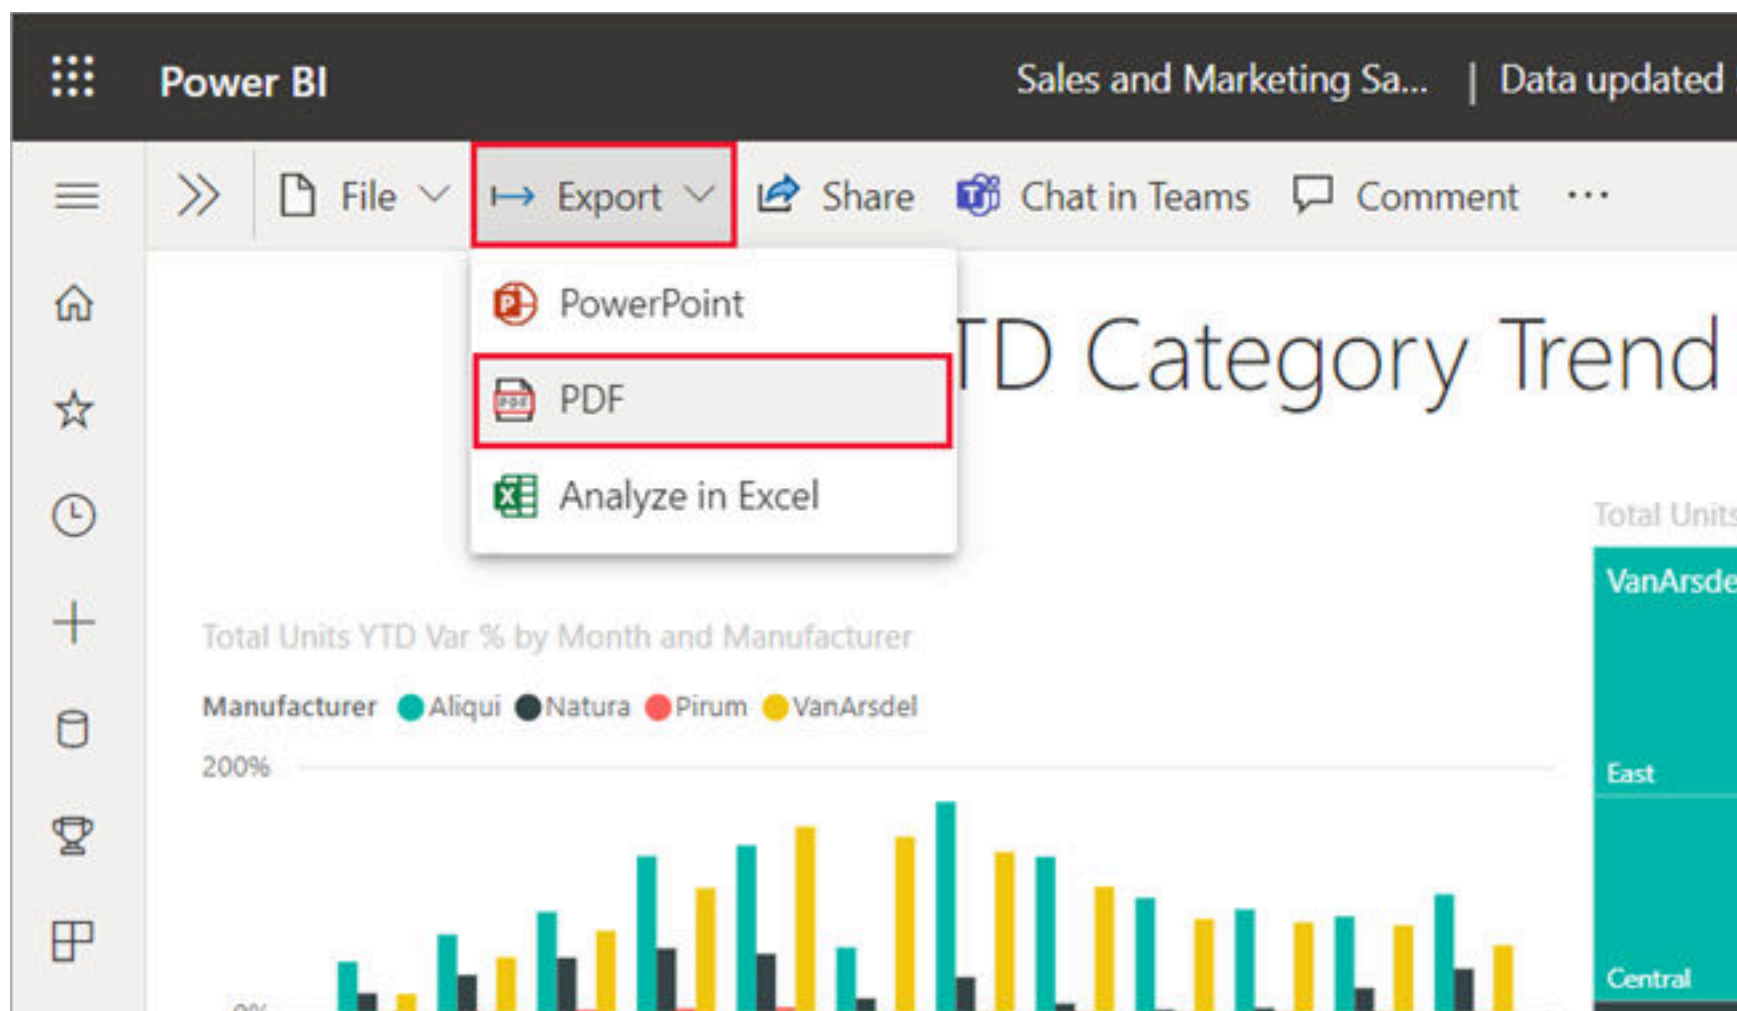 Power BI
Sales and Marketing Sa... | Data updated
File
Export
Share
Chat in Teams
Comment
PowerPoint
PDF
Analyze in Excel
TD Category Trend
Total Units YTD Var % by Month and Manufacturer
Manufacturer Aliqui Natura Pirum VanArsdel
200%
0%
Total Units
VanArsde
East
Central